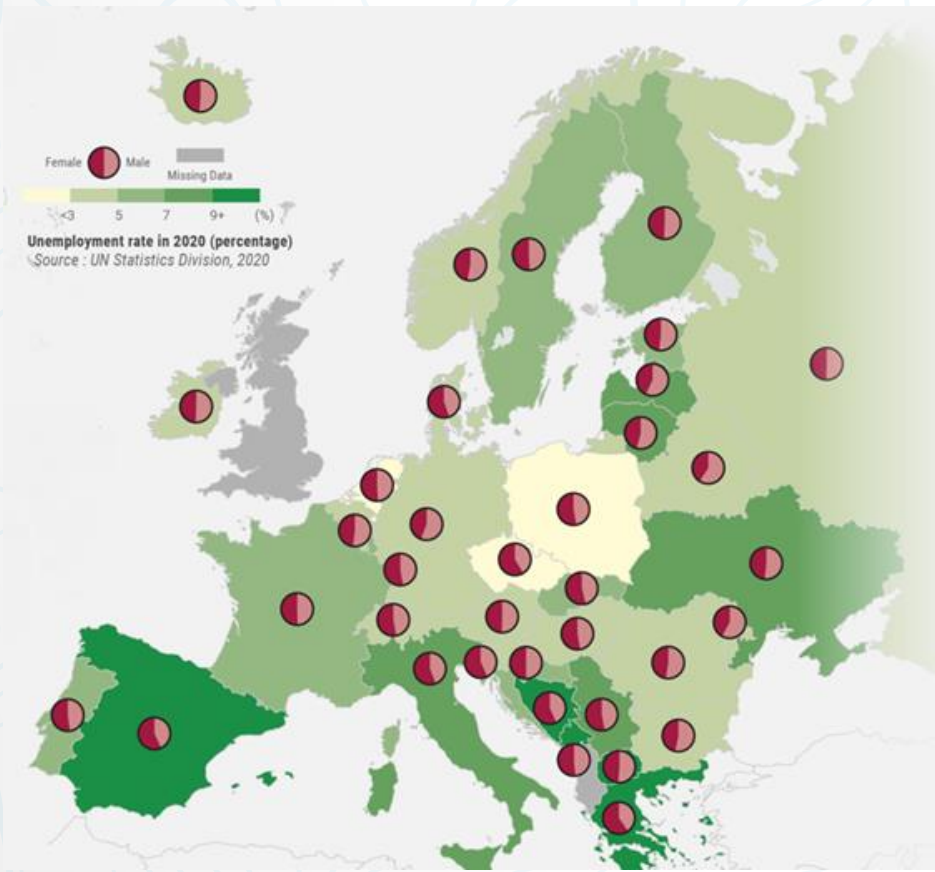 Female Male
Missing Data
<3 5 7 9+ (%)
Unemployment rate in 2020 (percentage)
Source : UN Statistics Division, 2020